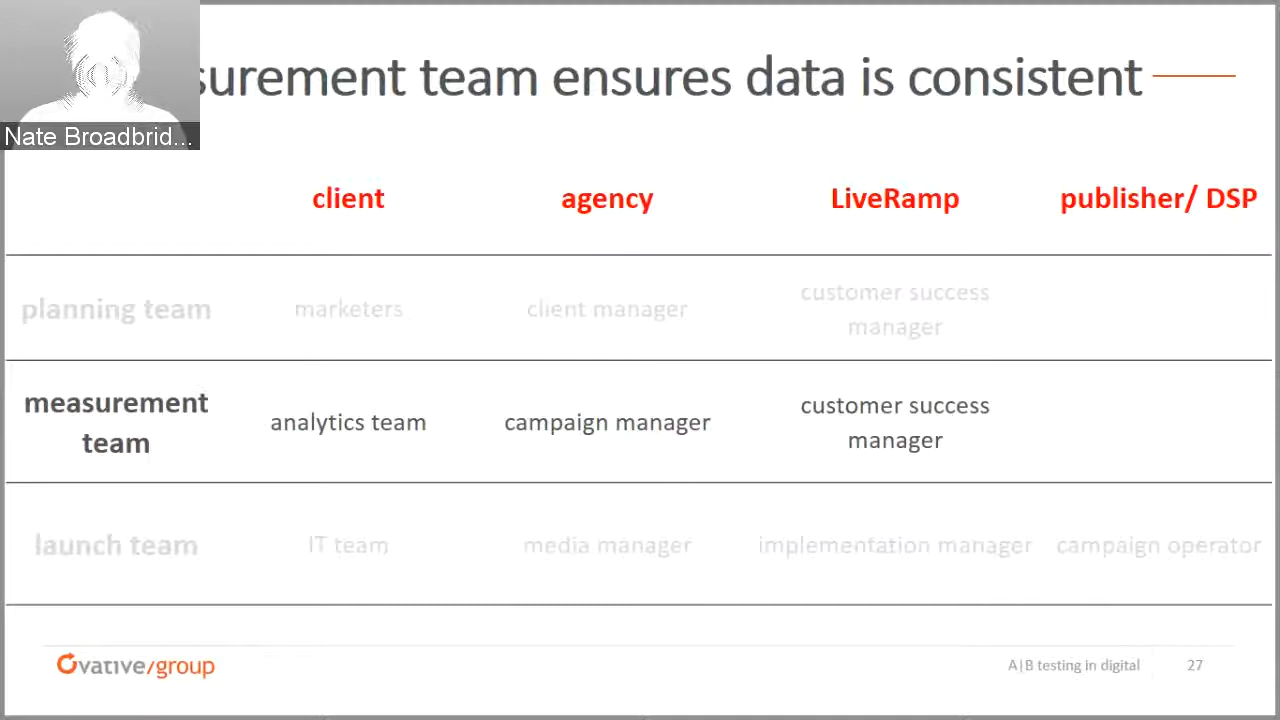 surement team ensures data is consistent
Nate Broadbrid...
client agency LiveRamp publisher/ DSP
planning team marketers client manager customer success manager
measurement team analytics team campaign manager customer success manager
launch team IT team media manager implementation manager campaign operator
Ovative/group
A|B testing in digital 27